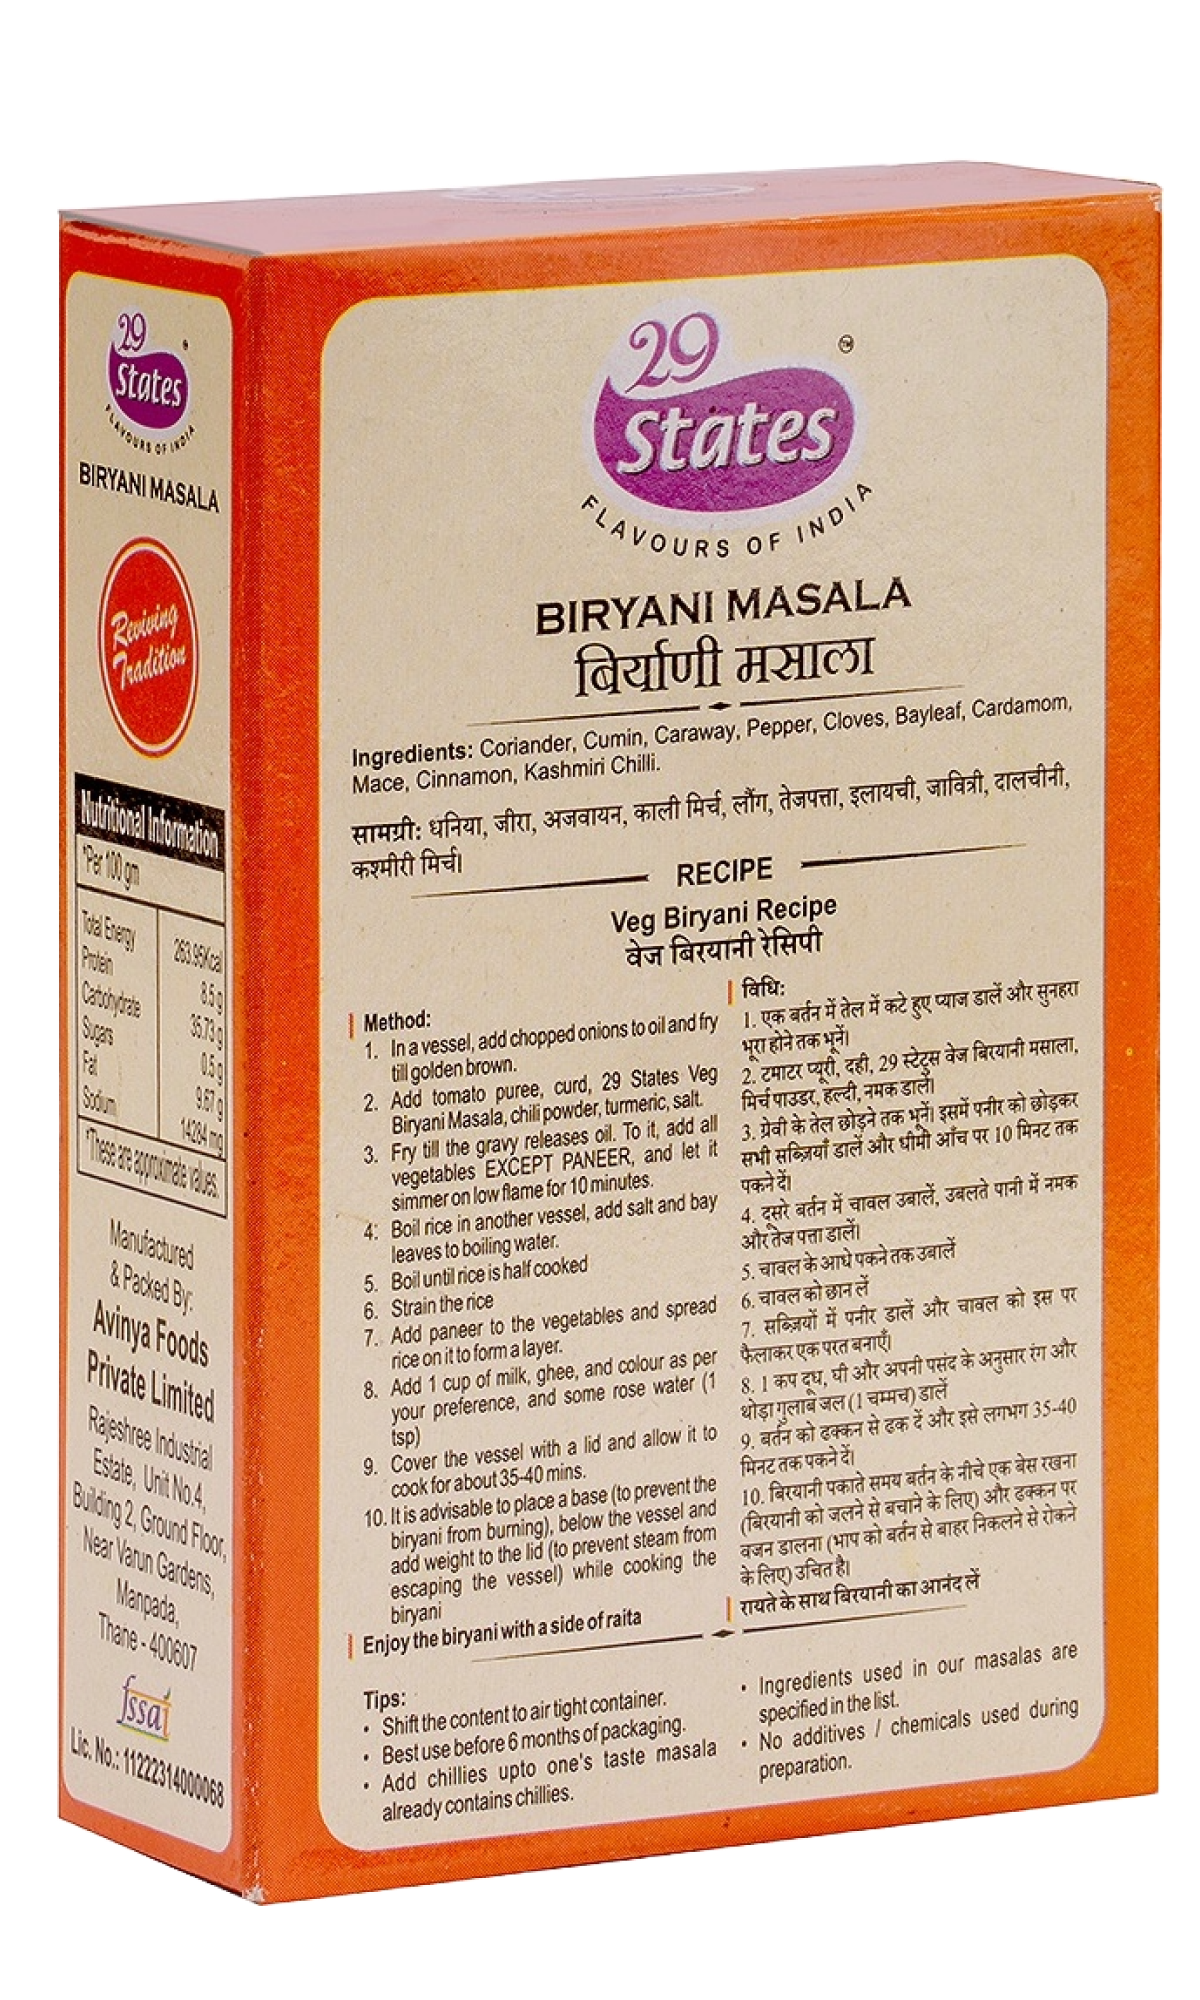 29
States
FLAVOURS OF INDIA
BIRYANI MASALA
Reviving
Tradition
Nutritional Information
*Per 100 gm
Total Energy 263.95Kcal
Protein 8.5 g
Carbohydrate 35.73 g
Sugars 0.5 g
Fat 9.67 g
Sodium 14284 mg
*These are approximate values.
Manufactured
& Packed By:
Avinya Foods
Private Limited
Rajeshree Industrial
Estate, Unit No.4,
Building 2, Ground Floor,
Near Varun Gardens,
Manpada,
Thane - 400607
fssai
Lic. No.: 11222314000068
29
States
TM
FLAVOURS OF INDIA
BIRYANI MASALA
बिर्याणी मसाला
Ingredients: Coriander, Cumin, Caraway, Pepper, Cloves, Bayleaf, Cardamom,
Mace, Cinnamon, Kashmiri Chilli.
सामग्री: धनिया, जीरा, अजवायन, काली मिर्च, लौंग, तेजपत्ता, इलायची, जावित्री, दालचीनी,
कश्मीरी मिर्च।
RECIPE
Veg Biryani Recipe
वेज बिरयानी रेसिपी
Method:
1. In a vessel, add chopped onions to oil and fry
till golden brown.
2. Add tomato puree, curd, 29 States Veg
Biryani Masala, chili powder, turmeric, salt.
3. Fry till the gravy releases oil. To it, add all
vegetables EXCEPT PANEER, and let it
simmer on low flame for 10 minutes.
4: Boil rice in another vessel, add salt and bay
leaves to boiling water.
5. Boil until rice is half cooked
6. Strain the rice
7. Add paneer to the vegetables and spread
rice on it to form a layer.
8. Add 1 cup of milk, ghee, and colour as per
your preference, and some rose water (1
tsp)
9. Cover the vessel with a lid and allow it to
cook for about 35-40 mins.
10. It is advisable to place a base (to prevent the
biryani from burning), below the vessel and
add weight to the lid (to prevent steam from
escaping the vessel) while cooking the
biryani
Enjoy the biryani with a side of raita
विधि:
1. एक बर्तन में तेल में कटे हुए प्याज डालें और सुनहरा
भूरा होने तक भूनें।
2. टमाटर प्यूरी, दही, 29 स्टेट्स वेज बिरयानी मसाला,
मिर्च पाउडर, हल्दी, नमक डालें।
3. ग्रेवी के तेल छोड़ने तक भूनें। इसमें पनीर को छोड़कर
सभी सब्ज़ियाँ डालें और धीमी आँच पर 10 मिनट तक
पकने दें।
4. दूसरे बर्तन में चावल उबालें, उबलते पानी में नमक
और तेज पत्ता डालें।
5. चावल के आधे पकने तक उबालें
6. चावल को छान लें
7. सब्ज़ियों में पनीर डालें और चावल को इस पर
फैलाकर एक परत बनाएँ।
8. 1 कप दूध, घी और अपनी पसंद के अनुसार रंग और
थोड़ा गुलाब जल (1 चम्मच) डालें
9. बर्तन को ढक्कन से ढक दें और इसे लगभग 35-40
मिनट तक पकने दें।
10. बिरयानी पकाते समय बर्तन के नीचे एक बेस रखना
(बिरयानी को जलने से बचाने के लिए) और ढक्कन पर
वजन डालना (भाप को बर्तन से बाहर निकलने से रोकने
के लिए) उचित है।
रायते के साथ बिरयानी का आनंद लें
Tips:
• Shift the content to air tight container.
• Best use before 6 months of packaging.
• Add chillies upto one's taste masala
already contains chillies.
• Ingredients used in our masalas are
specified in the list.
• No additives / chemicals used during
preparation.